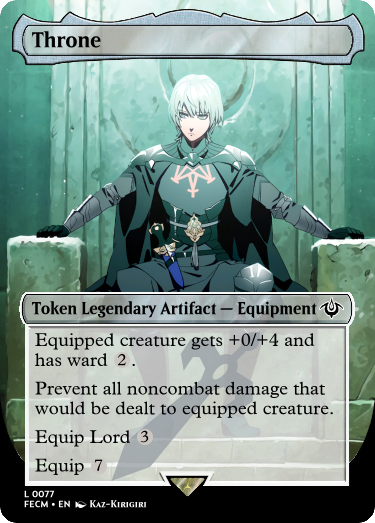 Throne
Token Legendary Artifact — Equipment
Equipped creature gets +0/+4 and
has ward 2.
Prevent all noncombat damage that
would be dealt to equipped creature.
Equip Lord 3
Equip 7
L 0077
FECM • EN Kaz-Kirigiri